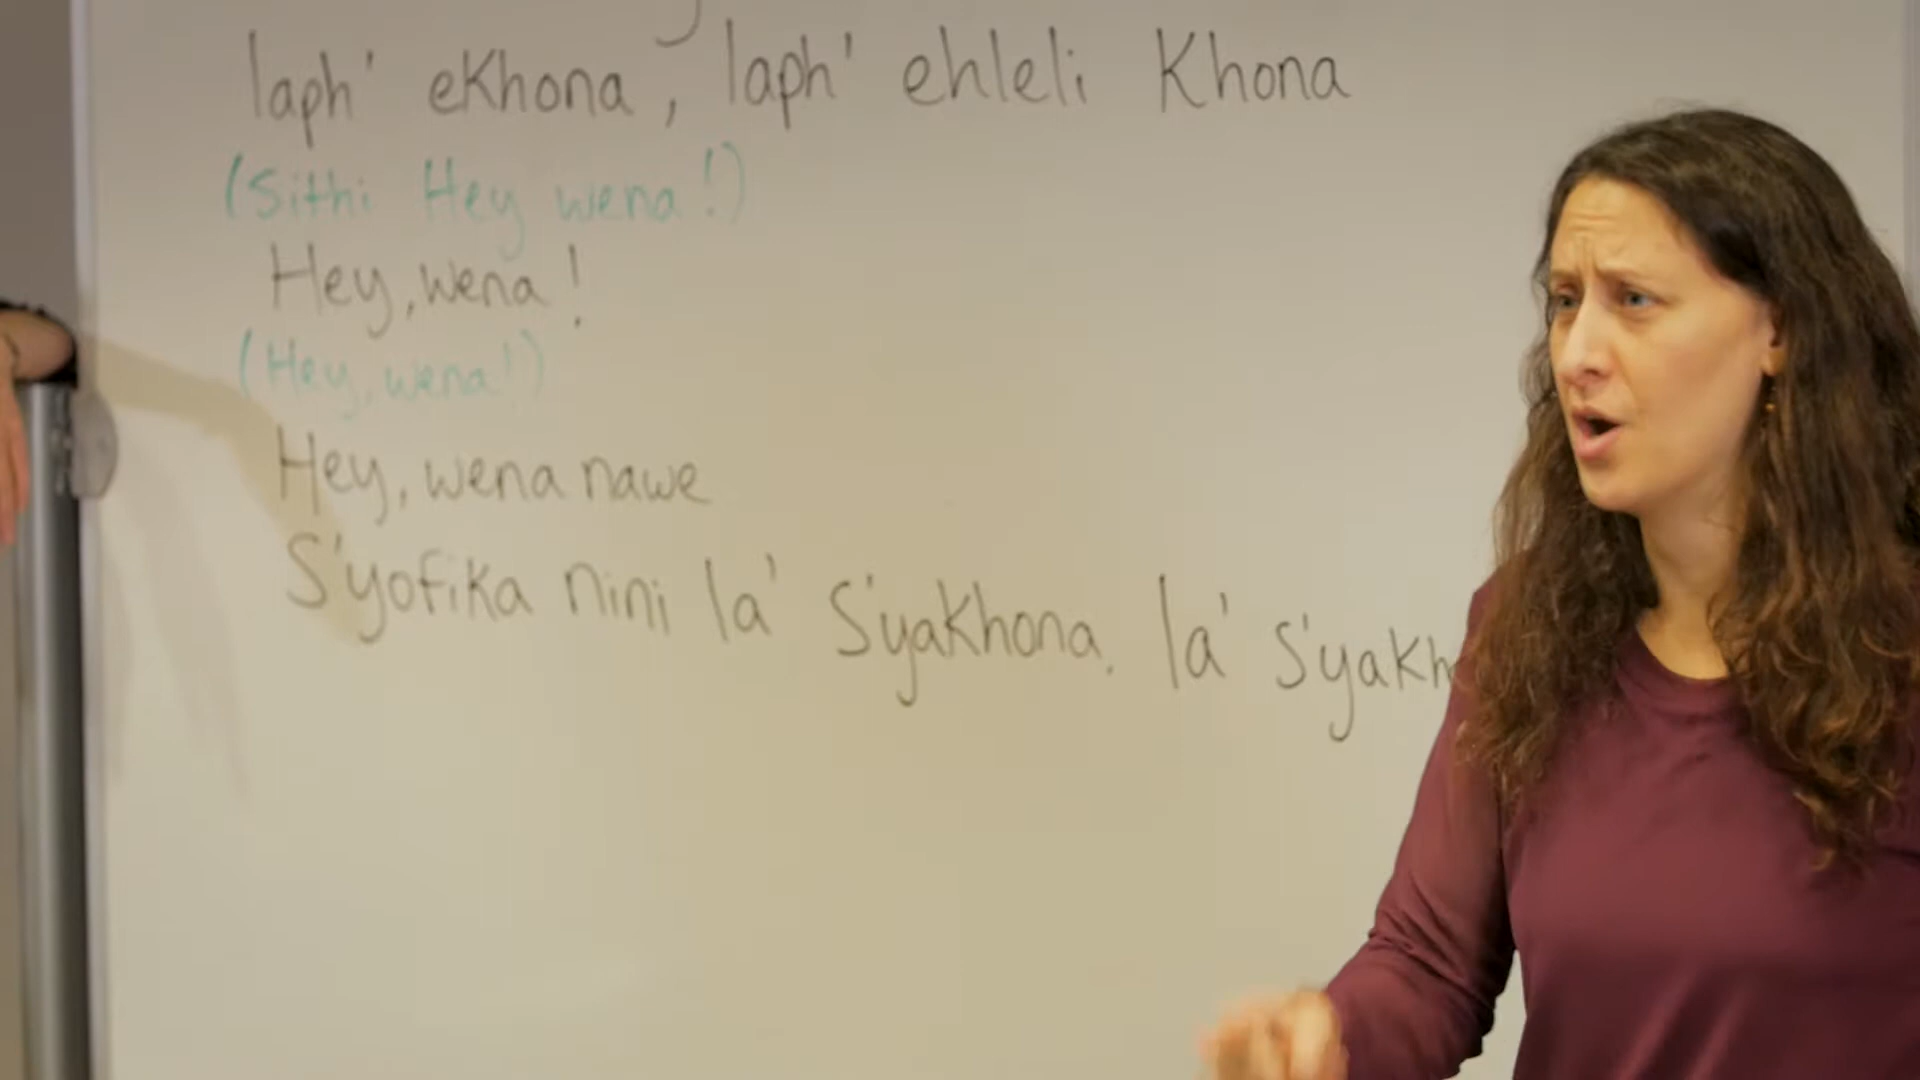 laph' ekhona, laph' ehleli khona
(Sithi Hey wena!)
Hey, wena!
(Hey, wena!)
Hey, wena nawe
S'yofika nini la' s'yakhona, la' s'yakh